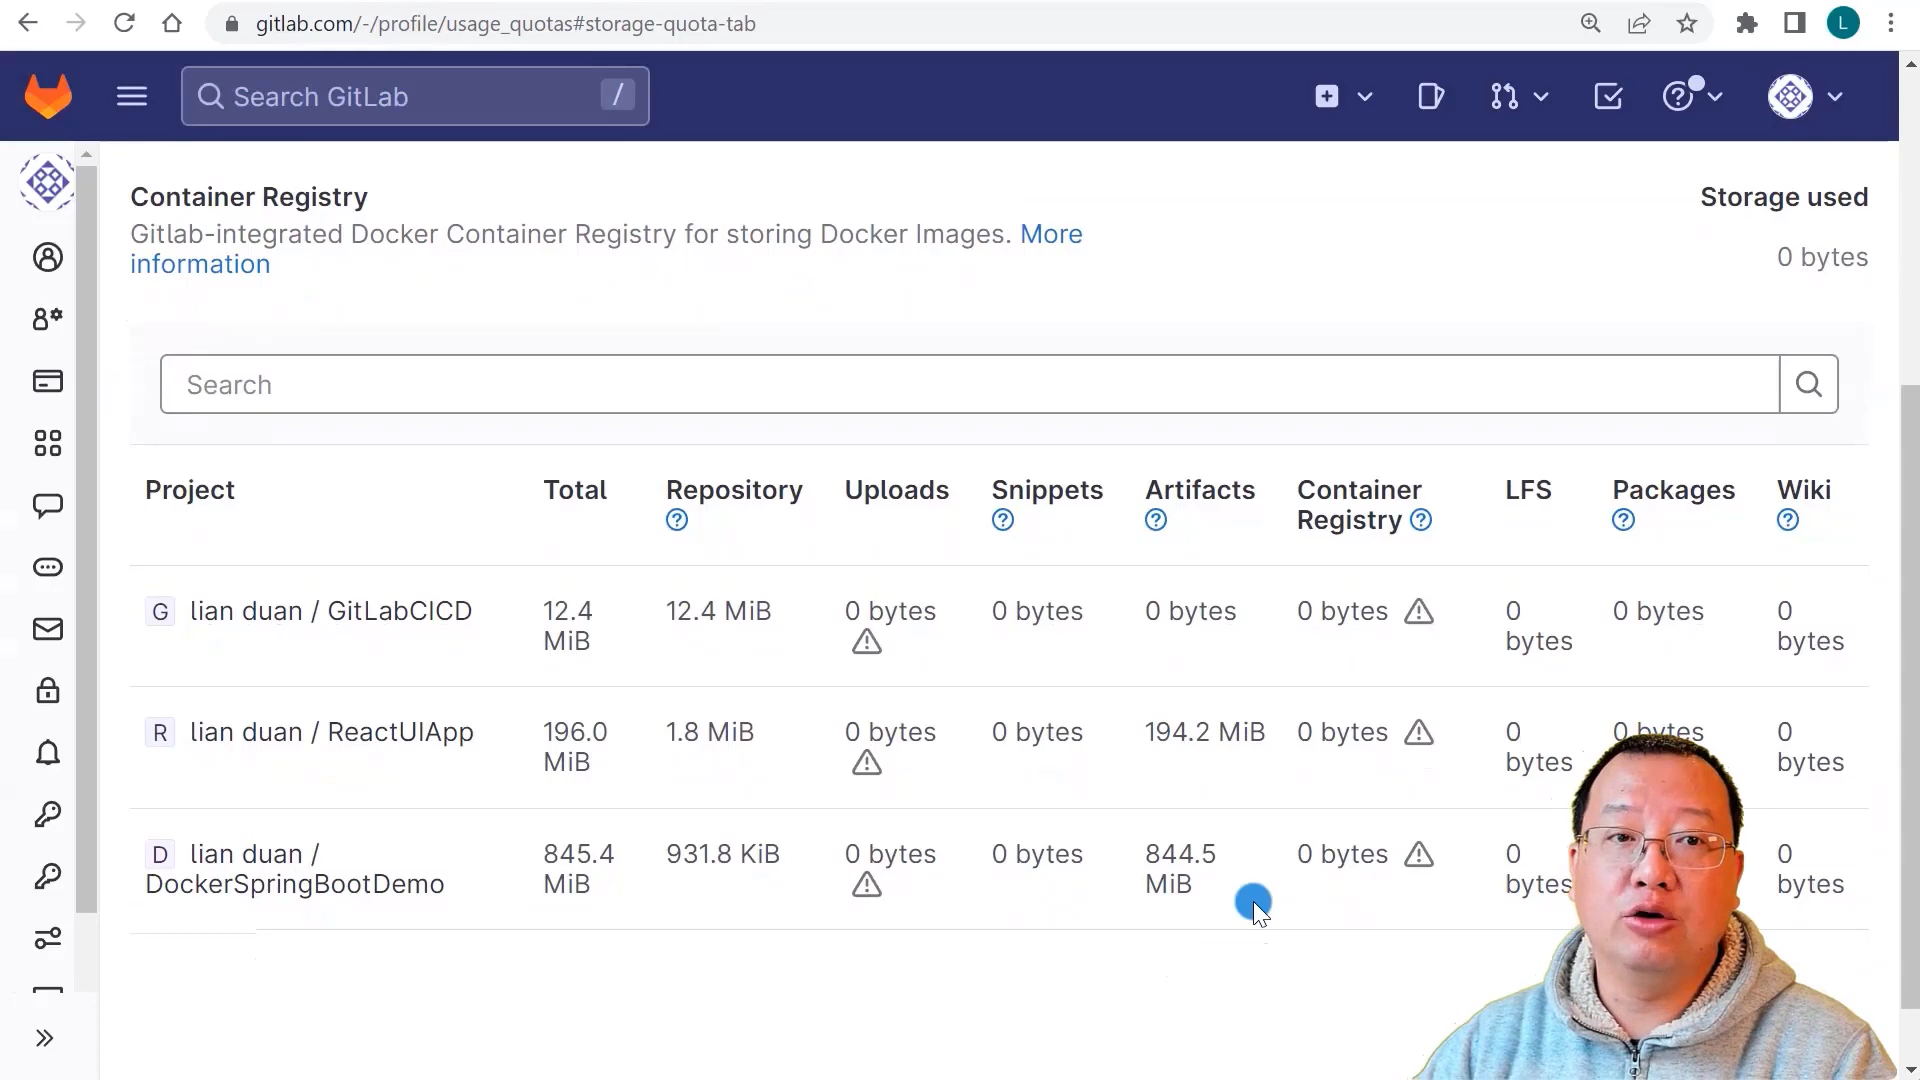 gitlab.com/-/profile/usage_quotas#storage-quota-tab
L
Search GitLab /
Container Registry Storage used
Gitlab-integrated Docker Container Registry for storing Docker Images. More
information 0 bytes
Search
Project Total Repository Uploads Snippets Artifacts Container LFS Packages Wiki
Registry
G lian duan / GitLabCICD 12.4 12.4 MiB 0 bytes 0 bytes 0 bytes 0 bytes 0 0 bytes 0
MiB bytes bytes
R lian duan / ReactUIApp 196.0 1.8 MiB 0 bytes 0 bytes 194.2 MiB 0 bytes 0 0 bytes 0
MiB bytes bytes
D lian duan / 845.4 931.8 KiB 0 bytes 0 bytes 844.5 0 bytes 0 0
DockerSpringBootDemo MiB MiB bytes bytes